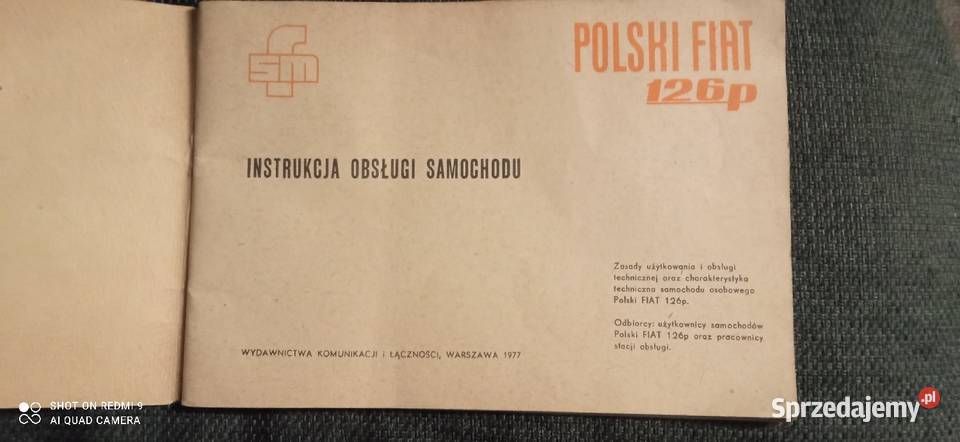 fsm
POLSKI FIAT
126p
INSTRUKCJA OBSŁUGI SAMOCHODU
Zasady użytkowania i obsługi
technicznej oraz charakterystyka
techniczna samochodu osobowego
Polski FIAT 126p.
Odbiorcy: użytkownicy samochodów
Polski FIAT 126p oraz pracownicy
stacji obsługi.
WYDAWNICTWA KOMUNIKACJI i ŁĄCZNOŚCI, WARSZAWA 1977
SHOT ON REDMI 9
AI QUAD CAMERA
Sprzedajemy.pl